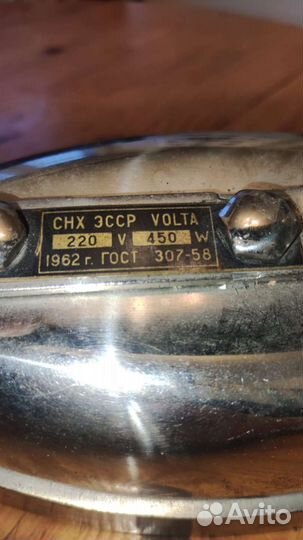 СНХ ЭССР VOLTA
220 V 450 W
1962 г. ГОСТ 307-58
Avito